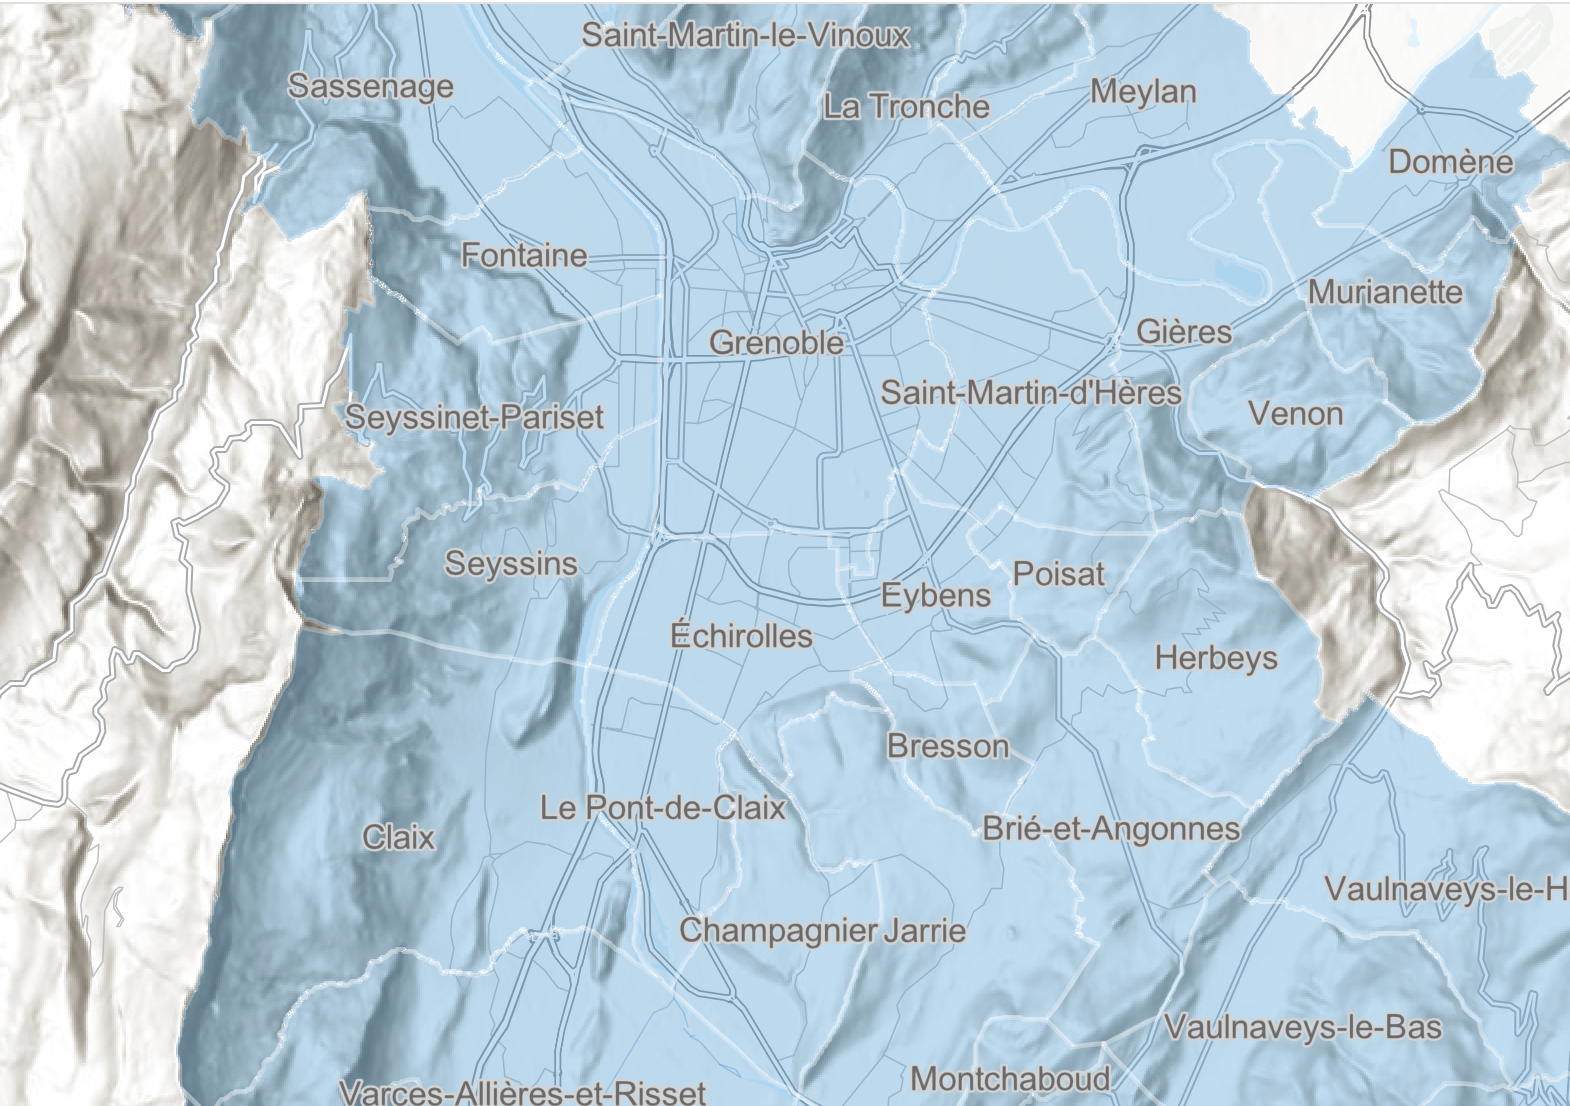 Saint-Martin-le-Vinoux
Sassenage
Meylan
La Tronche
Domène
Fontaine
Murianette
Gières
Grenoble
Saint-Martin-d'Hères
Venon
Seyssinet-Pariset
Seyssins
Poisat
Eybens
Échirolles
Herbeys
Bresson
Le Pont-de-Claix
Brié-et-Angonnes
Claix
Vaulnaveys-le-H
Champagnier
Jarrie
Vaulnaveys-le-Bas
Montchaboud
Varces-Allières-et-Risset